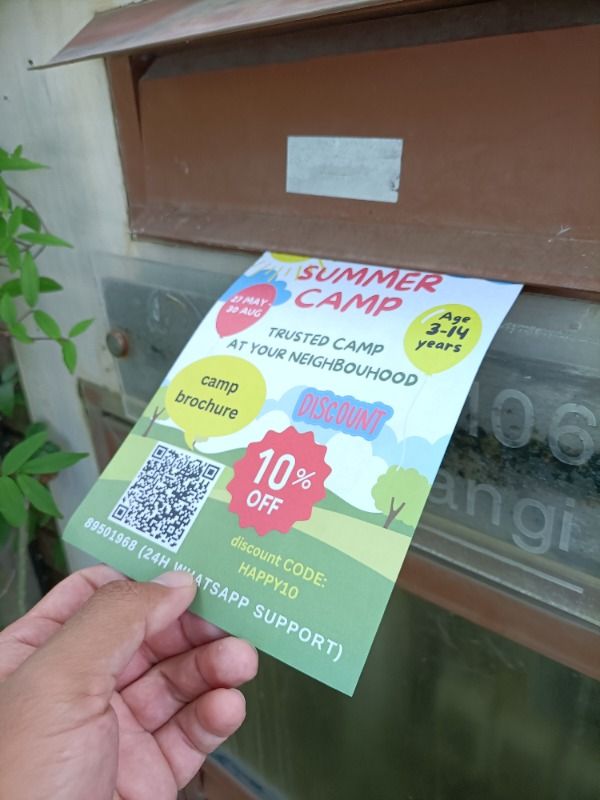 SUMMER
CAMP
27 MAY -
30 AUG
Age
3-14
years
TRUSTED CAMP
AT YOUR NEIGHBOUHOOD
camp
brochure
DISCOUNT
10%
OFF
discount CODE:
HAPPY10
89501968 (24H WHATSAPP SUPPORT)
106
angi